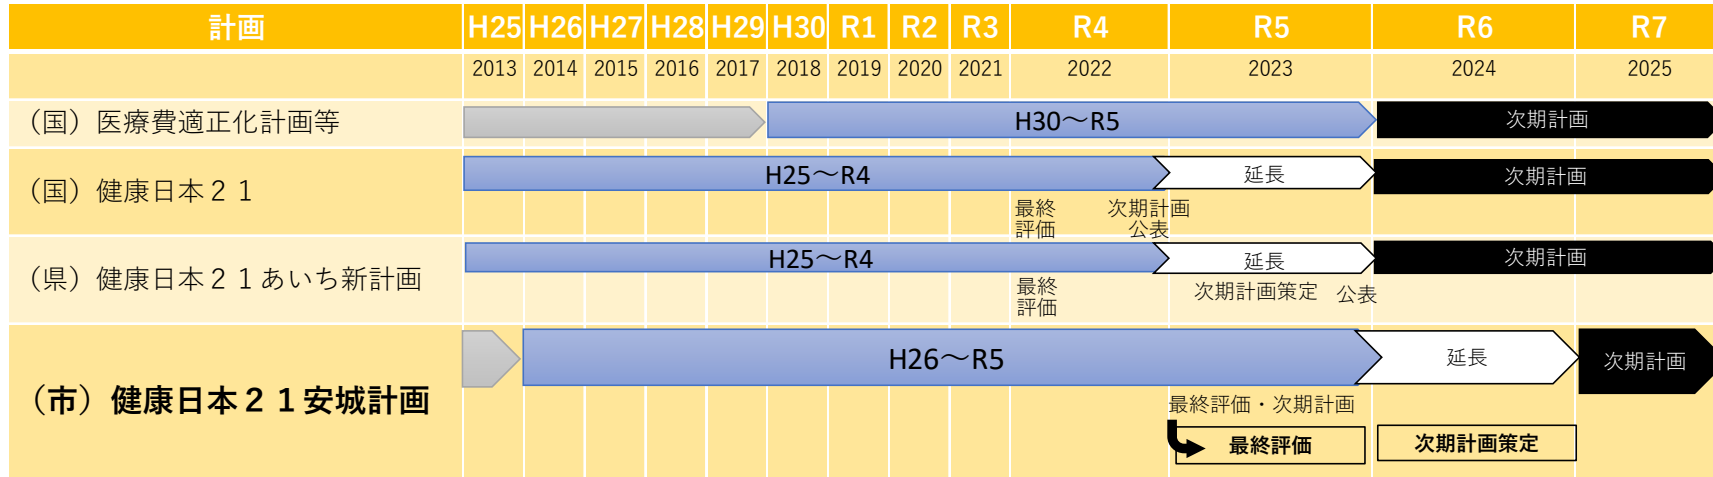 計画 H25 H26 H27 H28 H29 H30 R1 R2 R3 R4 R5 R6 R7
2013 2014 2015 2016 2017 2018 2019 2020 2021 2022 2023 2024 2025
（国）医療費適正化計画等 H30～R5 次期計画
（国）健康日本２１ H25～R4 延長 次期計画
最終 次期計画
評価 公表
（県）健康日本２１あいち新計画 H25～R4 延長 次期計画
最終 次期計画策定 公表
評価
（市）健康日本２１安城計画 H26～R5 延長 次期計画
最終評価・次期計画
最終評価 次期計画策定